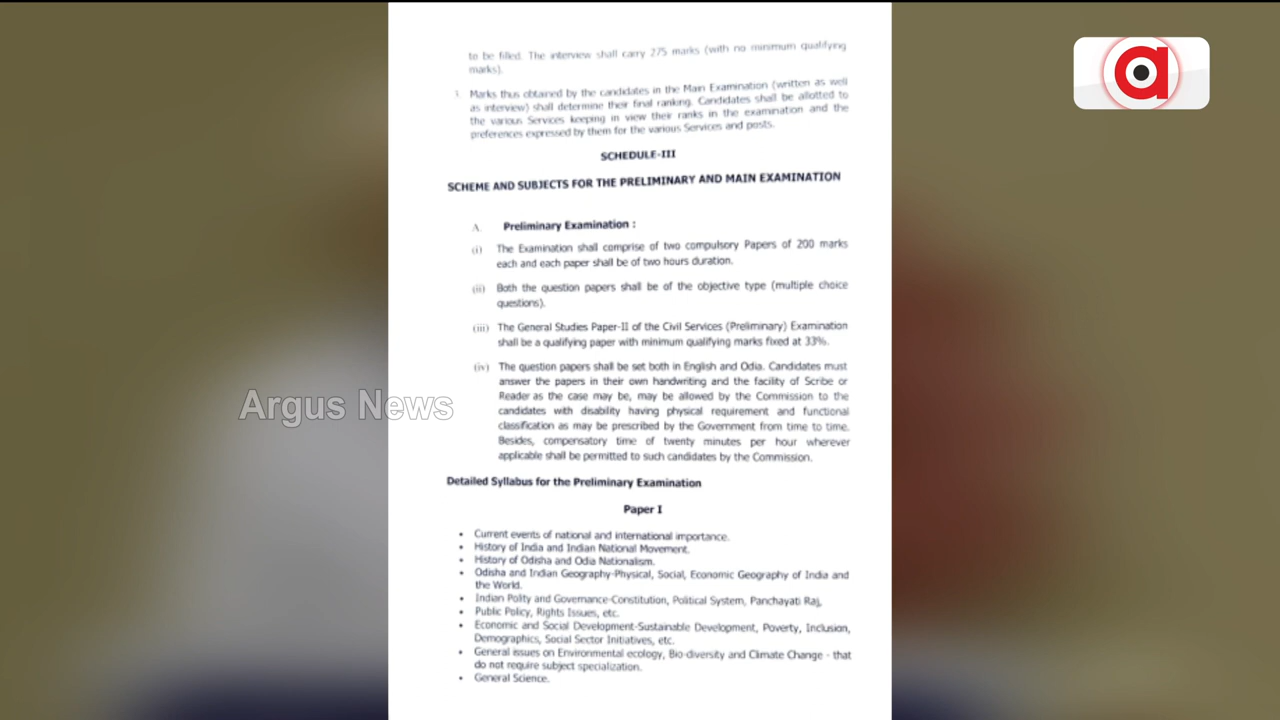 to be filled. The interview shall carry 275 marks (with no minimum qualifying
marks).
3. Marks thus obtained by the candidates in the Main Examination (written as well
as interview) shall determine their final ranking. Candidates shall be allotted to
the various Services keeping in view their ranks in the examination and the
preferences expressed by them for the various Services and posts.
SCHEDULE-III
SCHEME AND SUBJECTS FOR THE PRELIMINARY AND MAIN EXAMINATION
A. Preliminary Examination :
(i) The Examination shall comprise of two compulsory Papers of 200 marks
each and each paper shall be of two hours duration.
(ii) Both the question papers shall be of the objective type (multiple choice
questions).
(iii) The General Studies Paper-II of the Civil Services (Preliminary) Examination
shall be a qualifying paper with minimum qualifying marks fixed at 33%.
(iv) The question papers shall be set both in English and Odia. Candidates must
answer the papers in their own handwriting and the facility of Scribe or
Reader as the case may be, may be allowed by the Commission to the
candidates with disability having physical requirement and functional
classification as may be prescribed by the Government from time to time.
Besides, compensatory time of twenty minutes per hour wherever
applicable shall be permitted to such candidates by the Commission.
Detailed Syllabus for the Preliminary Examination
Paper I
• Current events of national and international importance.
• History of India and Indian National Movement.
• History of Odisha and Odia Nationalism.
• Odisha and Indian Geography-Physical, Social, Economic Geography of India and
the World.
• Indian Polity and Governance-Constitution, Political System, Panchayati Raj,
• Public Policy, Rights Issues, etc.
• Economic and Social Development-Sustainable Development, Poverty, Inclusion,
Demographics, Social Sector Initiatives, etc.
• General issues on Environmental ecology, Bio-diversity and Climate Change - that
do not require subject specialization.
• General Science.
Argus News
a